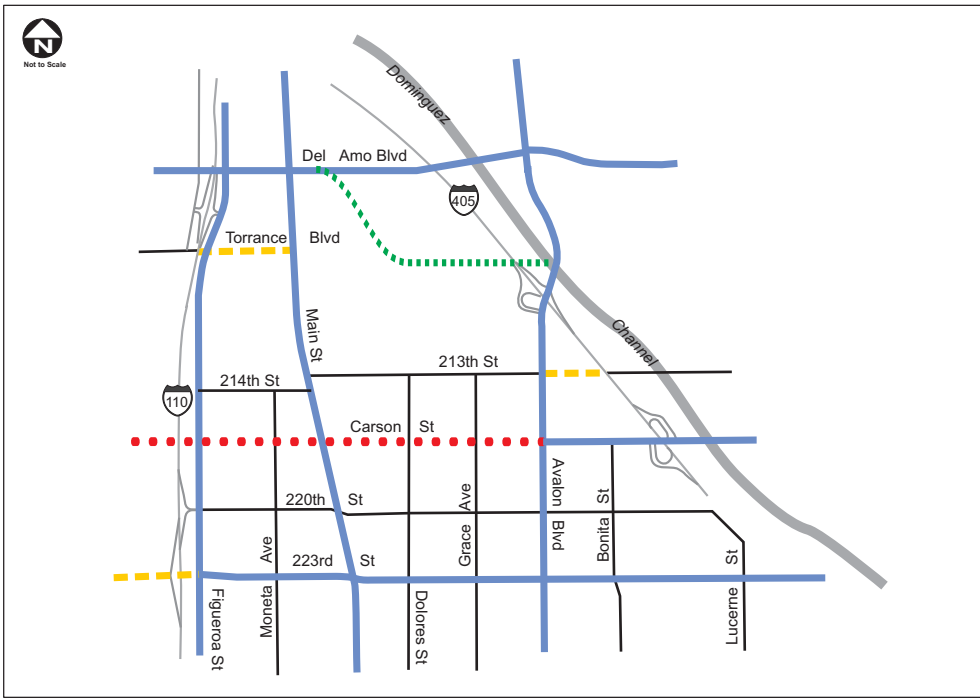 N
Not to Scale
Dominguez
Del Amo Blvd
405
Torrance Blvd
Main St
Channel
213th St
214th St
110
Carson St
Avalon Blvd
Bonita St
Grace Ave
220th St
Moneta Ave
223rd St
Lucerne St
Figueroa St
Dolores St